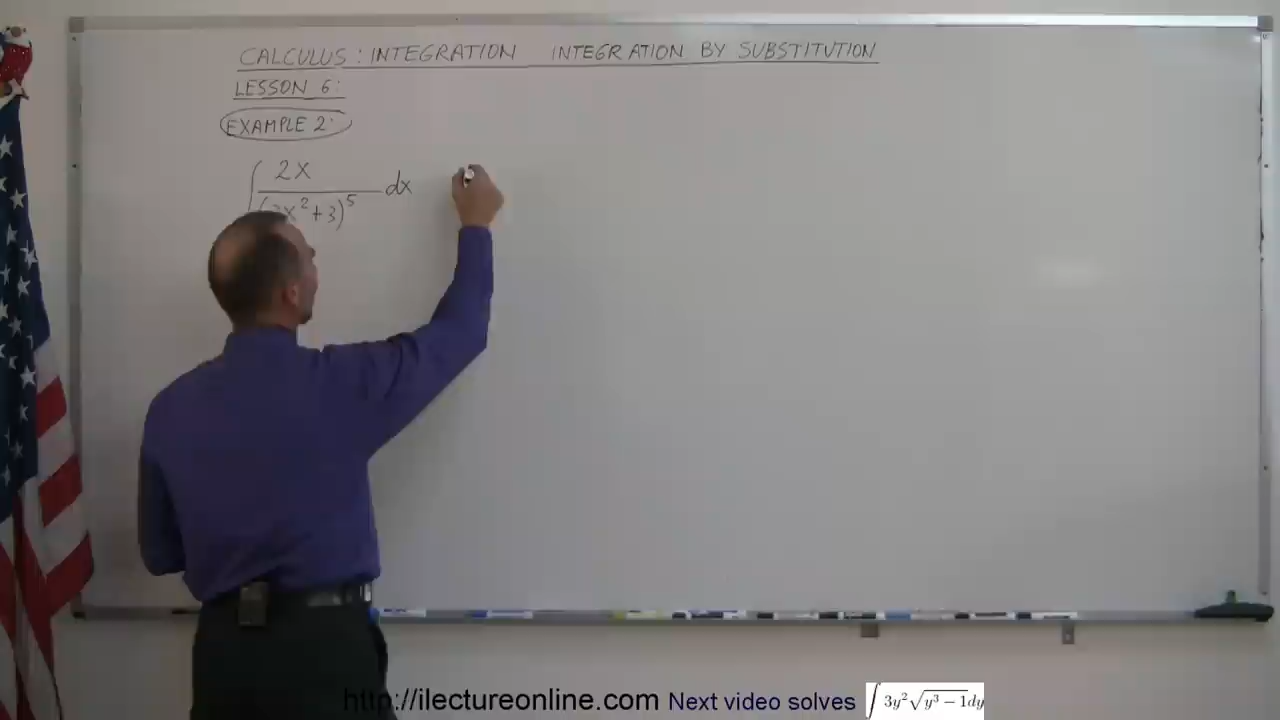 CALCULUS: INTEGRATION INTEGRATION BY SUBSTITUTION
LESSON 6:
EXAMPLE 2:
∫ 2x dx
x² + 3)⁵
http://ilectureonline.com Next video solves ∫ 3y²√(y³ − 1)dy